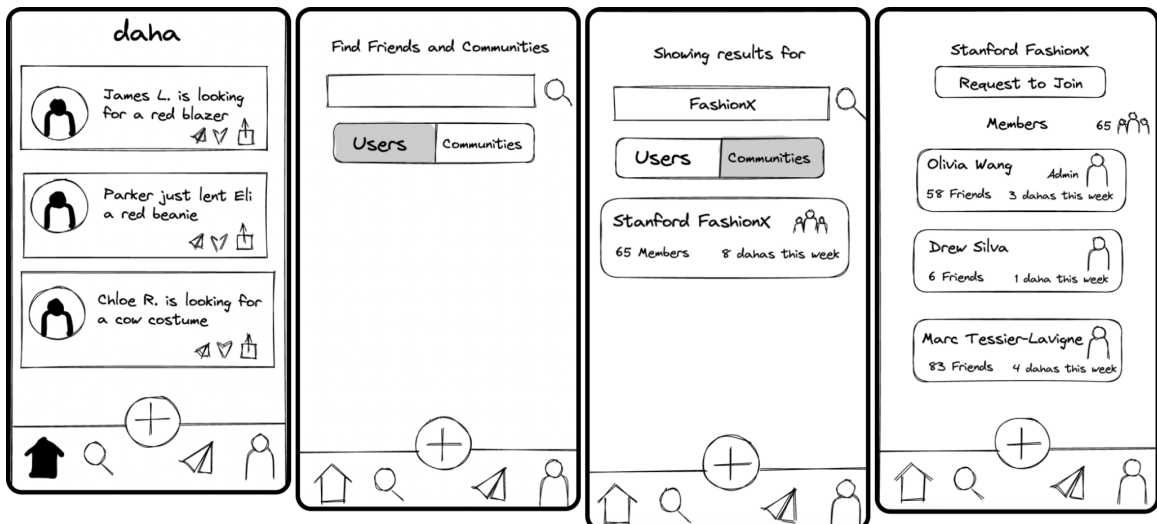 daha
James L. is looking
for a red blazer
Parker just lent Eli
a red beanie
Chloe R. is looking for
a cow costume
Find Friends and Communities
Users
Communities
Showing results for
FashionX
Users
Communities
Stanford FashionX
65 Members
8 dahas this week
Stanford FashionX
Request to Join
Members
65
Olivia Wang
Admin
58 Friends
3 dahas this week
Drew Silva
6 Friends
1 daha this week
Marc Tessier-Lavigne
83 Friends
4 dahas this week